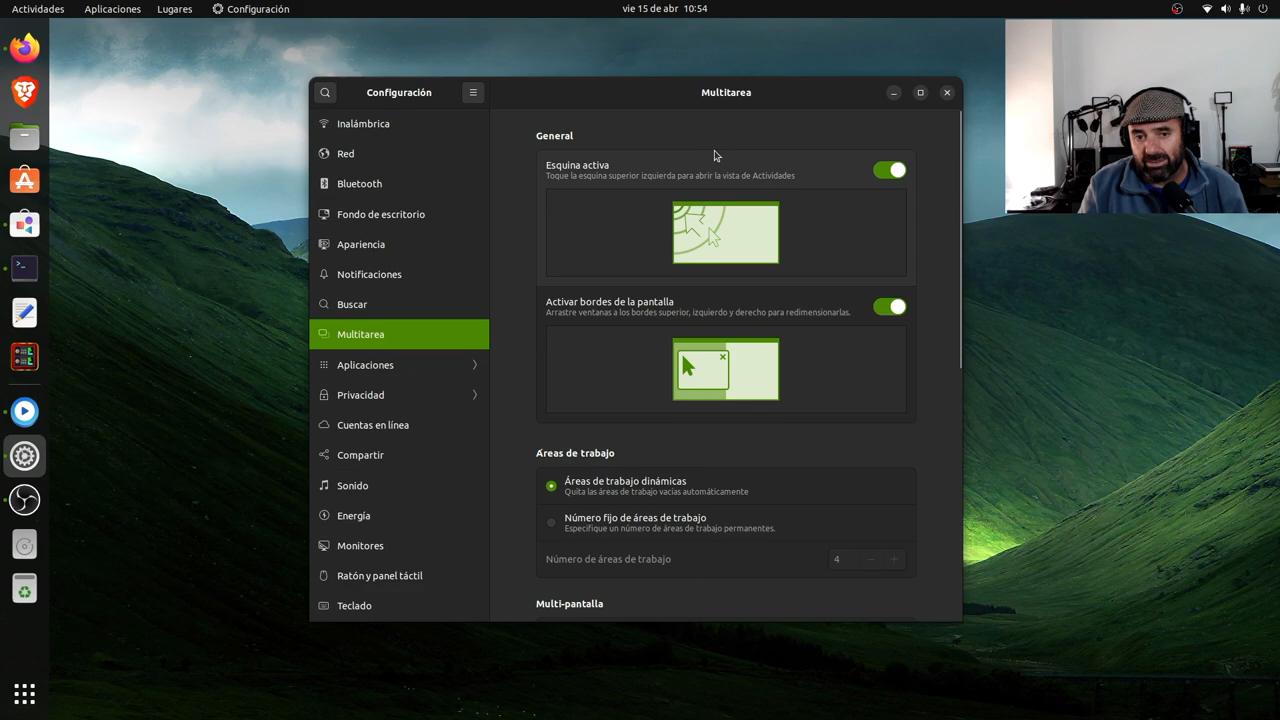 Actividades
Aplicaciones
Lugares
Configuración
vie 15 de abr 10:54
Configuración
Multitarea
Inalámbrica
Red
Bluetooth
Fondo de escritorio
Apariencia
Notificaciones
Buscar
Multitarea
Aplicaciones
Privacidad
Cuentas en línea
Compartir
Sonido
Energía
Monitores
Ratón y panel táctil
Teclado
General
Esquina activa
Toque la esquina superior izquierda para abrir la vista de Actividades
Activar bordes de la pantalla
Arrastre ventanas a los bordes superior, izquierdo y derecho para redimensionarlas.
Áreas de trabajo
Áreas de trabajo dinámicas
Quita las áreas de trabajo vacías automáticamente
Número fijo de áreas de trabajo
Especifique un número de áreas de trabajo permanentes.
Número de áreas de trabajo
4
Multi-pantalla